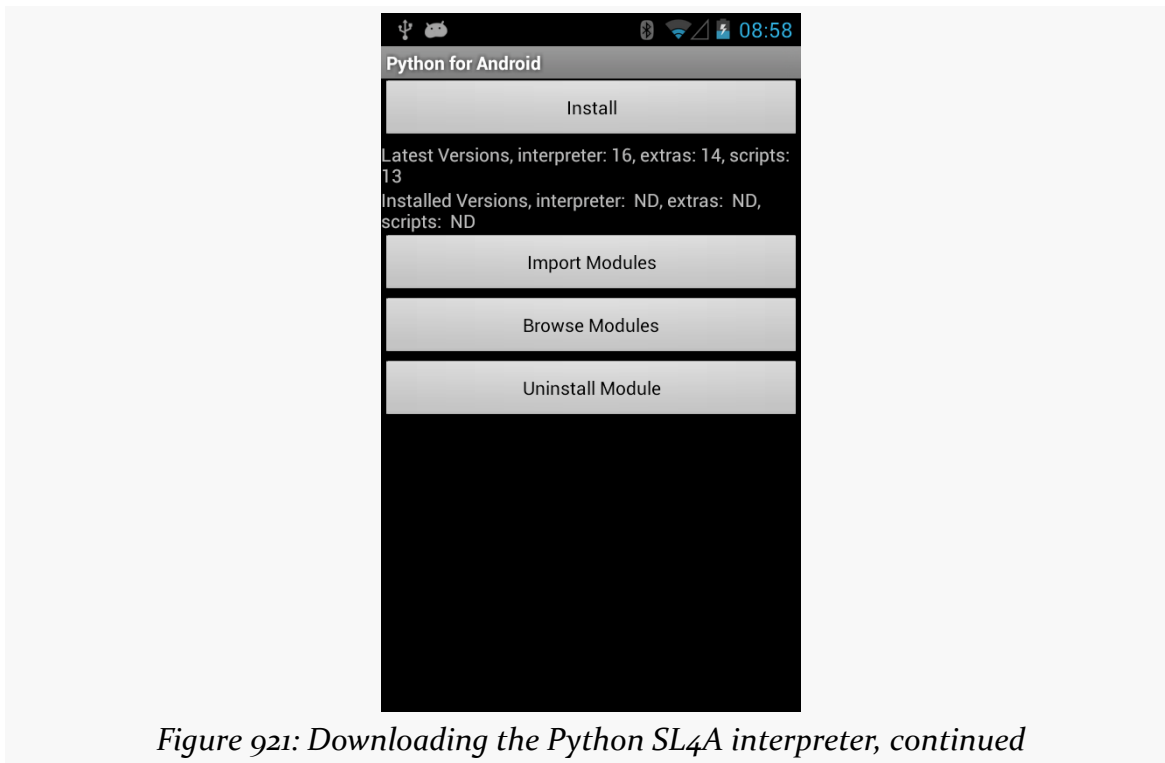 08:58
Python for Android
Install
Latest Versions, interpreter: 16, extras: 14, scripts:
13
Installed Versions, interpreter:  ND, extras:  ND,
scripts:  ND
Import Modules
Browse Modules
Uninstall Module
Figure 921: Downloading the Python SL4A interpreter, continued